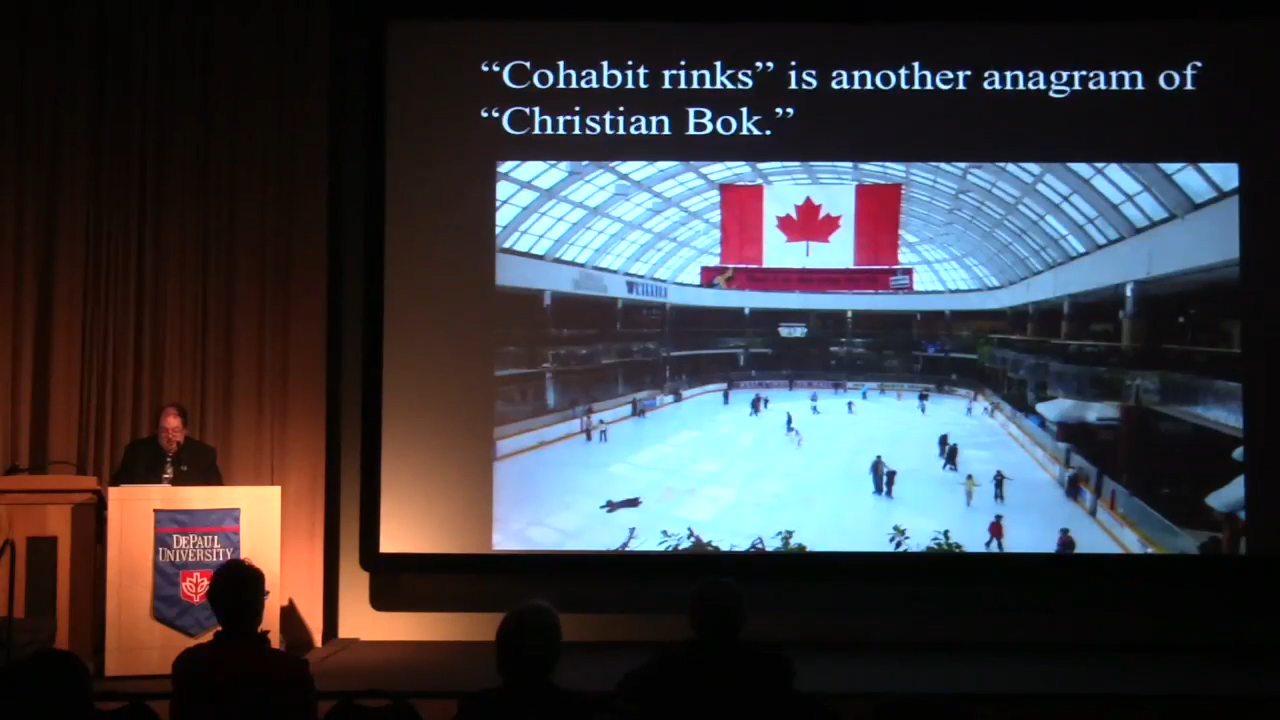 “Cohabit rinks” is another anagram of
“Christian Bok.”
DEPAUL
UNIVERSITY